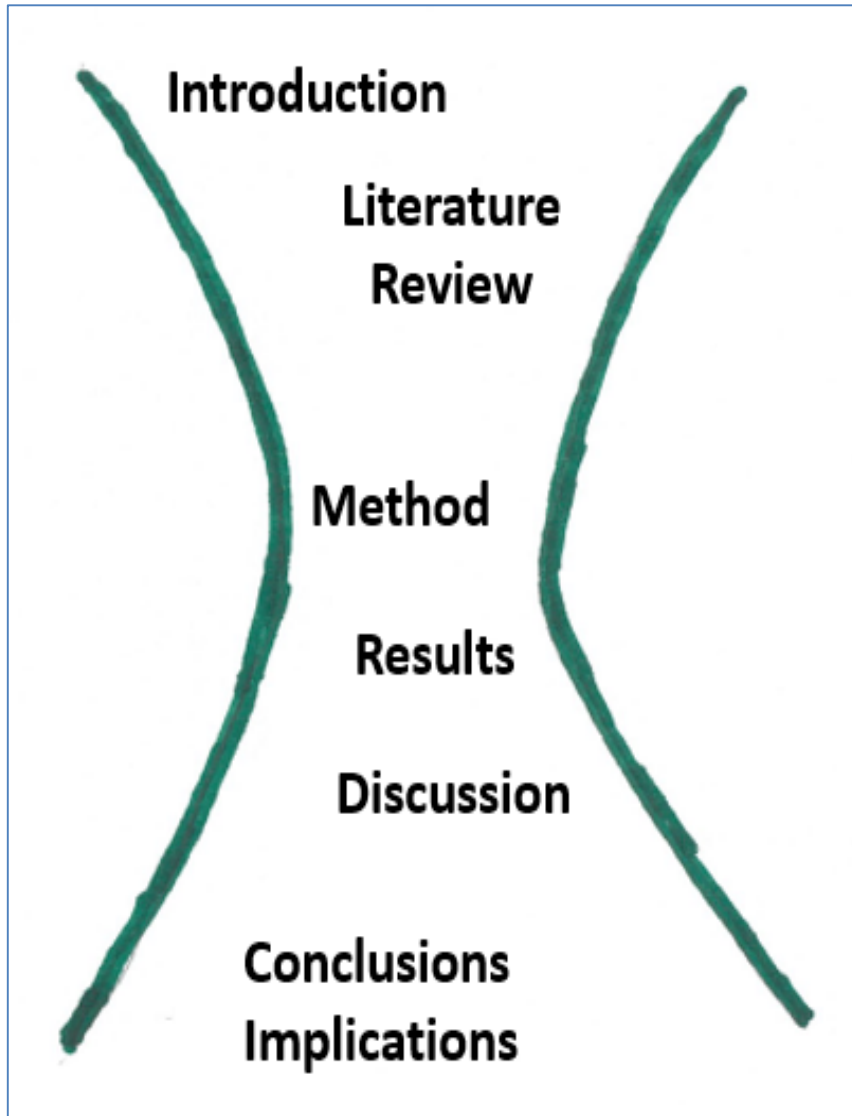 Introduction
Literature
Review
Method
Results
Discussion
Conclusions
Implications